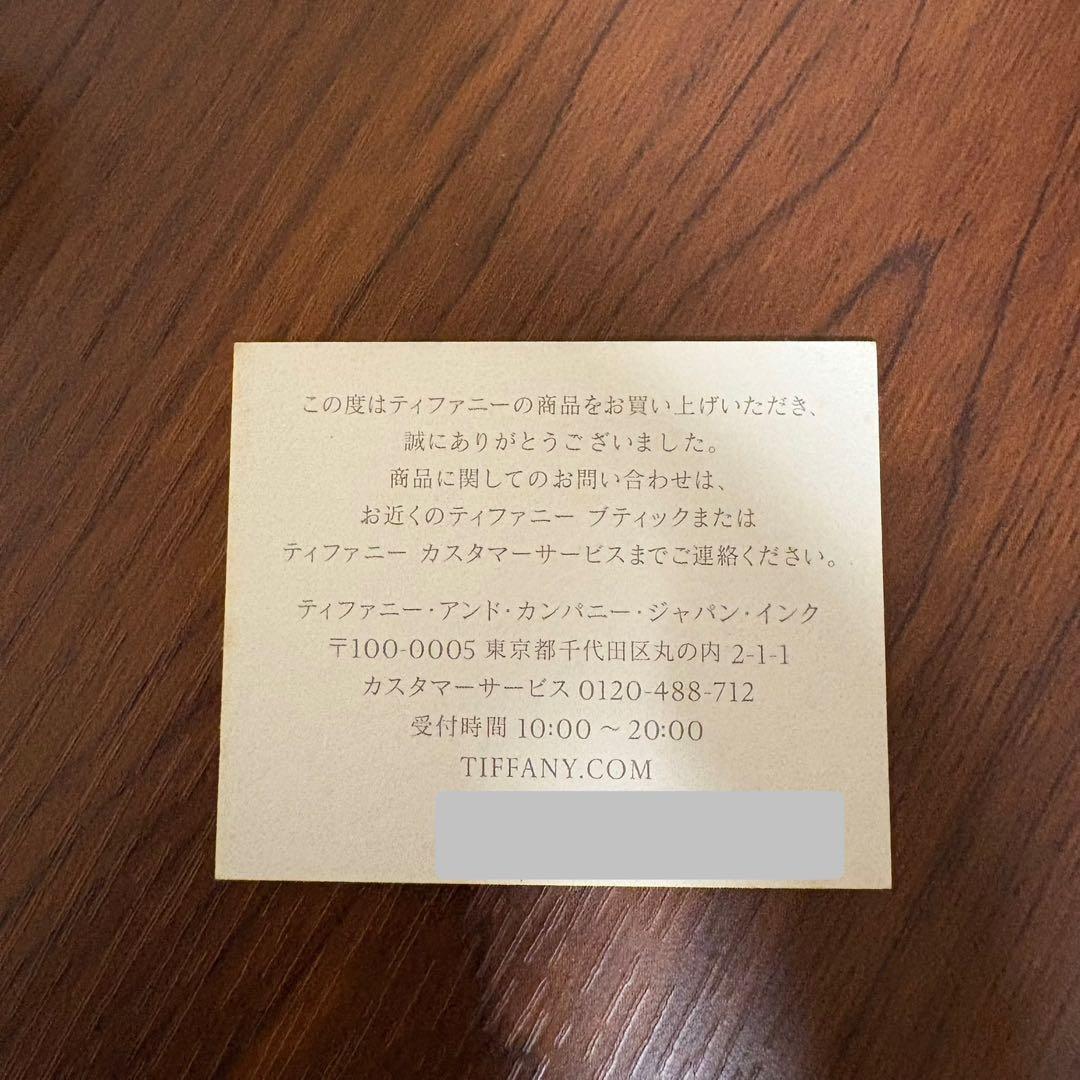 この度はティファニーの商品をお買い上げいただき、
誠にありがとうございました。
商品に関してのお問い合わせは、
お近くのティファニー ブティックまたは
ティファニー カスタマーサービスまでご連絡ください。
ティファニー・アンド・カンパニー・ジャパン・インク
〒100-0005 東京都千代田区丸の内 2-1-1
カスタマーサービス 0120-488-712
受付時間 10:00 ～ 20:00
TIFFANY.COM